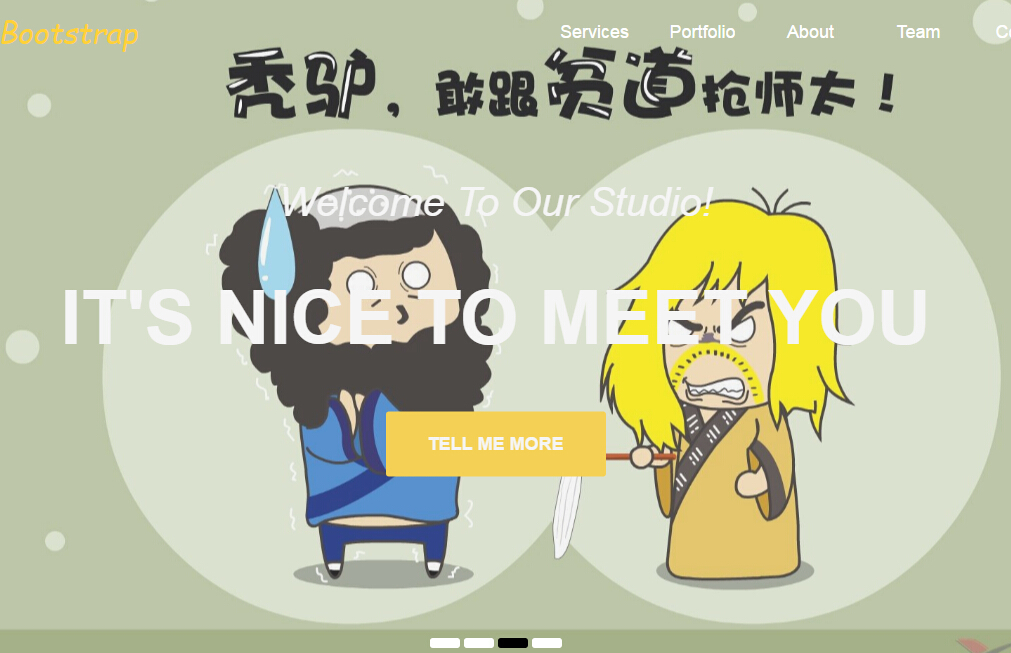 Bootstrap
Services Portfolio About Team
秃驴，敢跟贫道抢师太！
Welcome To Our Studio!
IT'S NICE TO MEET YOU
TELL ME MORE